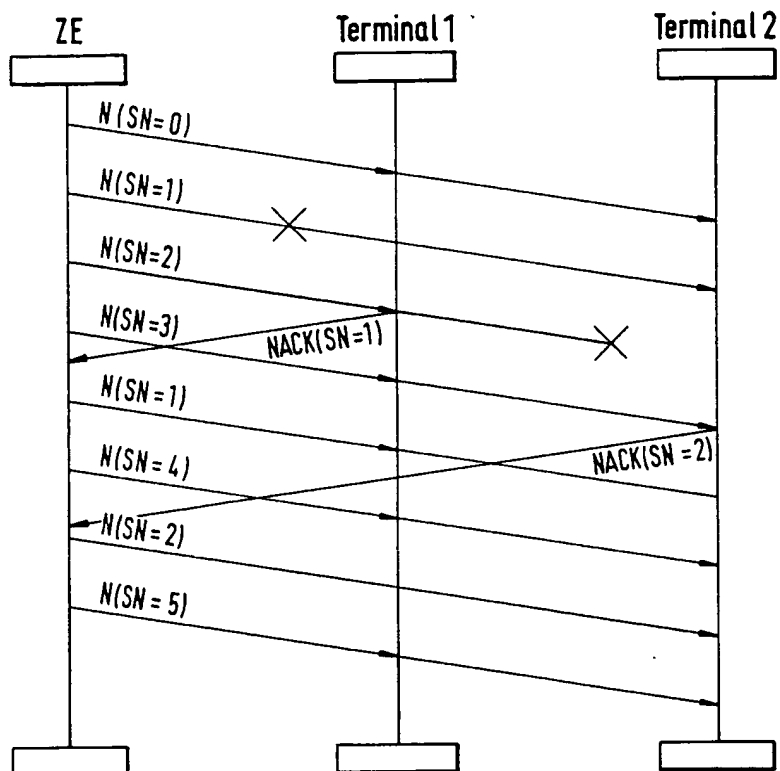 ZE
Terminal 1
Terminal 2
N(SN=0)
N(SN=1)
N(SN=2)
N(SN=3)
NACK(SN=1)
N(SN=1)
NACK(SN=2)
N(SN=4)
N(SN=2)
N(SN=5)